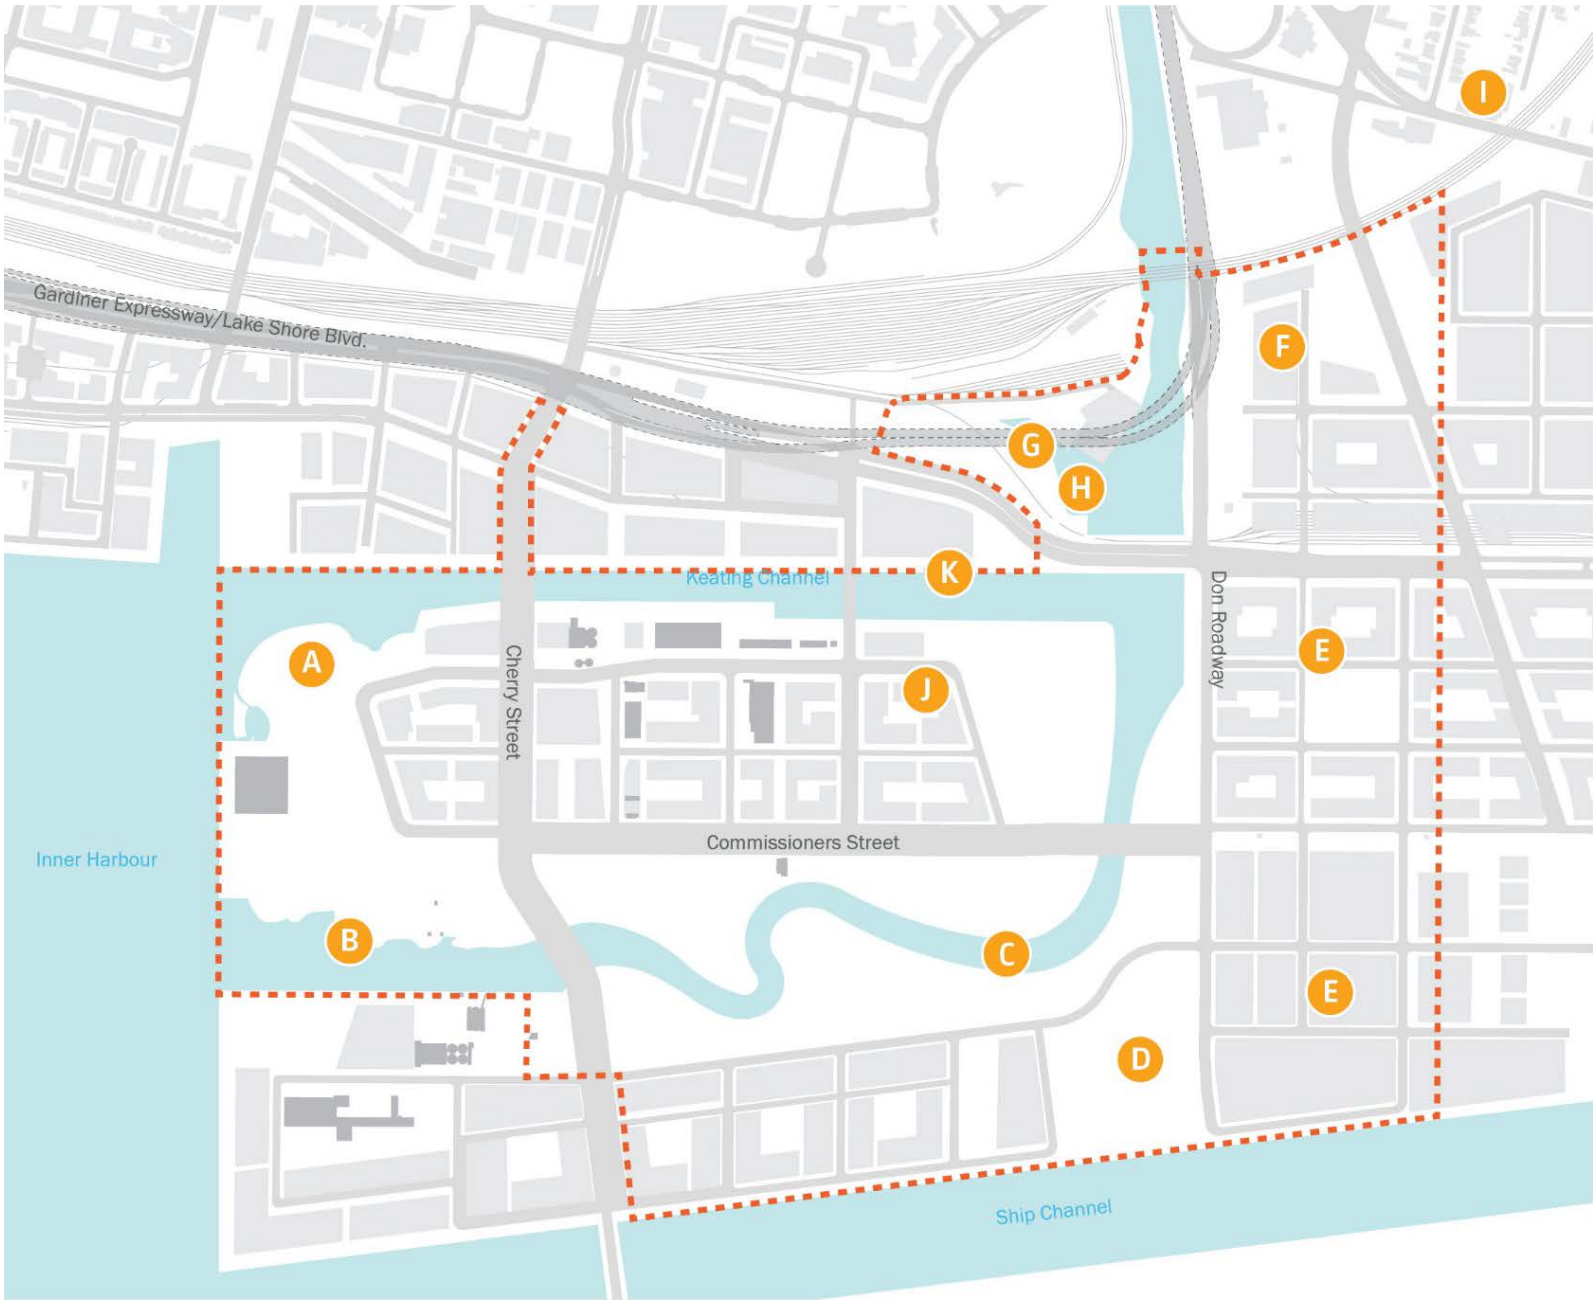 I
Gardiner Expressway/Lake Shore Blvd.
F
G
H
K
Keating Channel
Don Roadway
E
A
Cherry Street
J
Commissioners Street
Inner Harbour
B
C
E
D
Ship Channel